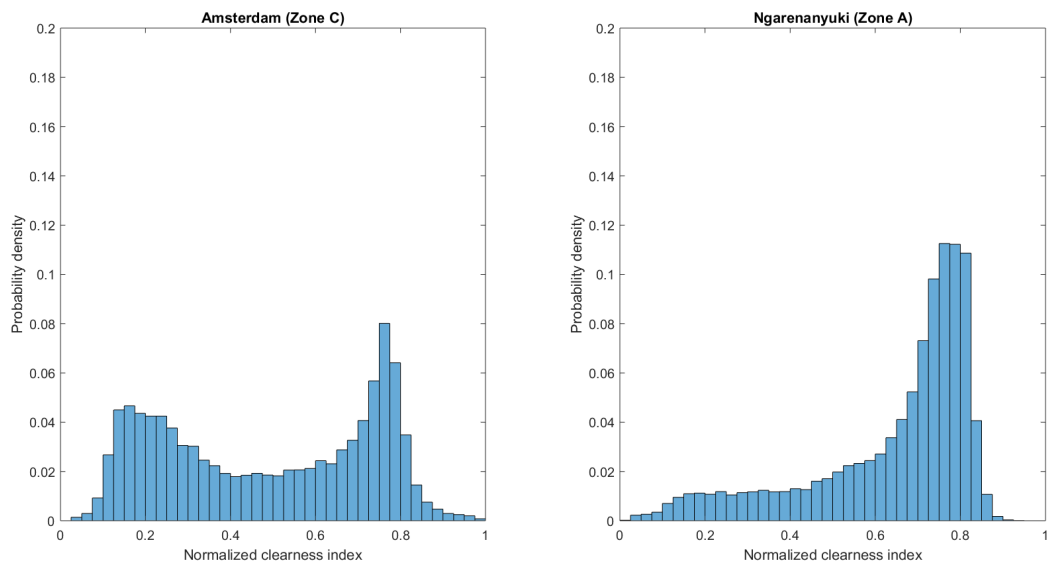 Amsterdam (Zone C)
0.2
0.18
0.16
0.14
0.12
0.1
0.08
0.06
0.04
0.02
0
Probability density
0 0.2 0.4 0.6 0.8 1
Normalized clearness index
Ngarenanyuki (Zone A)
0.2
0.18
0.16
0.14
0.12
0.1
0.08
0.06
0.04
0.02
0
Probability density
0 0.2 0.4 0.6 0.8 1
Normalized clearness index